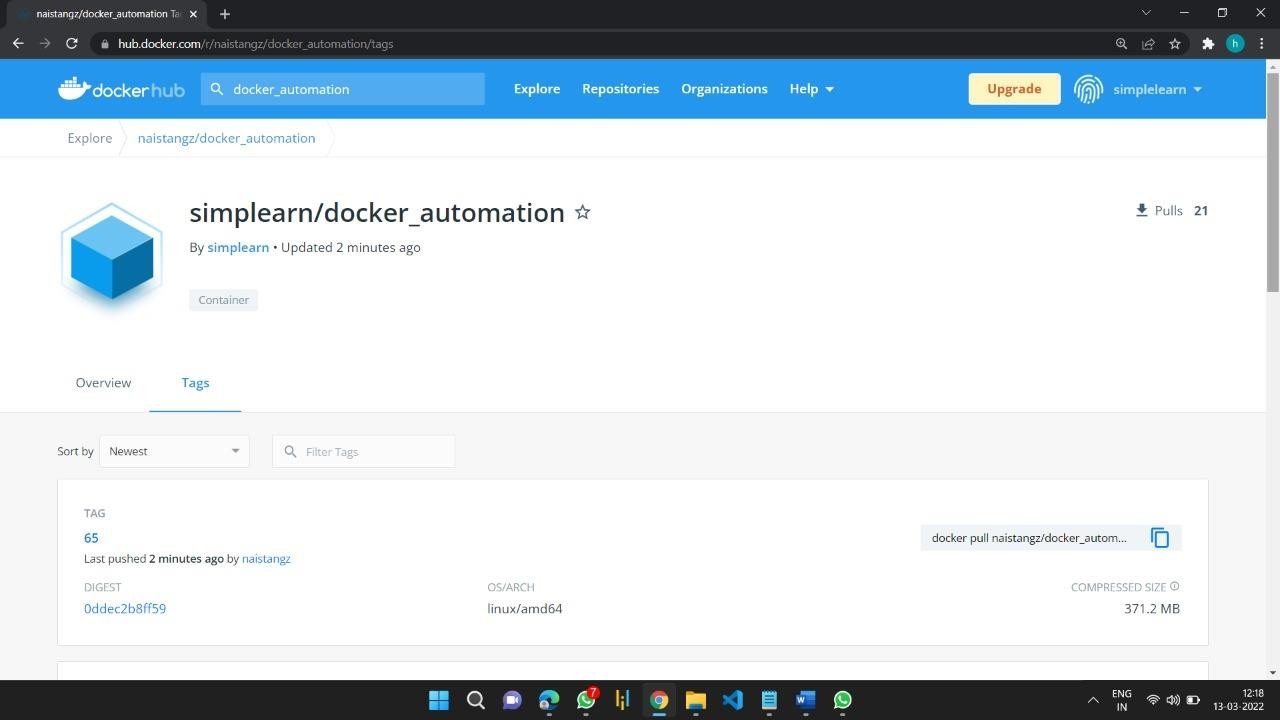 naistangz/docker_automation Ta
hub.docker.com/r/naistangz/docker_automation/tags
h
dockerhub
docker_automation
Explore
Repositories
Organizations
Help
Upgrade
simplelearn
Explore
naistangz/docker_automation
simplearn/docker_automation
Pulls 21
By simplearn • Updated 2 minutes ago
Container
Overview
Tags
Sort by
Newest
Filter Tags
TAG
65
docker pull naistangz/docker_autom...
Last pushed 2 minutes ago by naistangz
DIGEST
OS/ARCH
COMPRESSED SIZE
0ddec2b8ff59
linux/amd64
371.2 MB
7
ENG
IN
12:18
13-03-2022